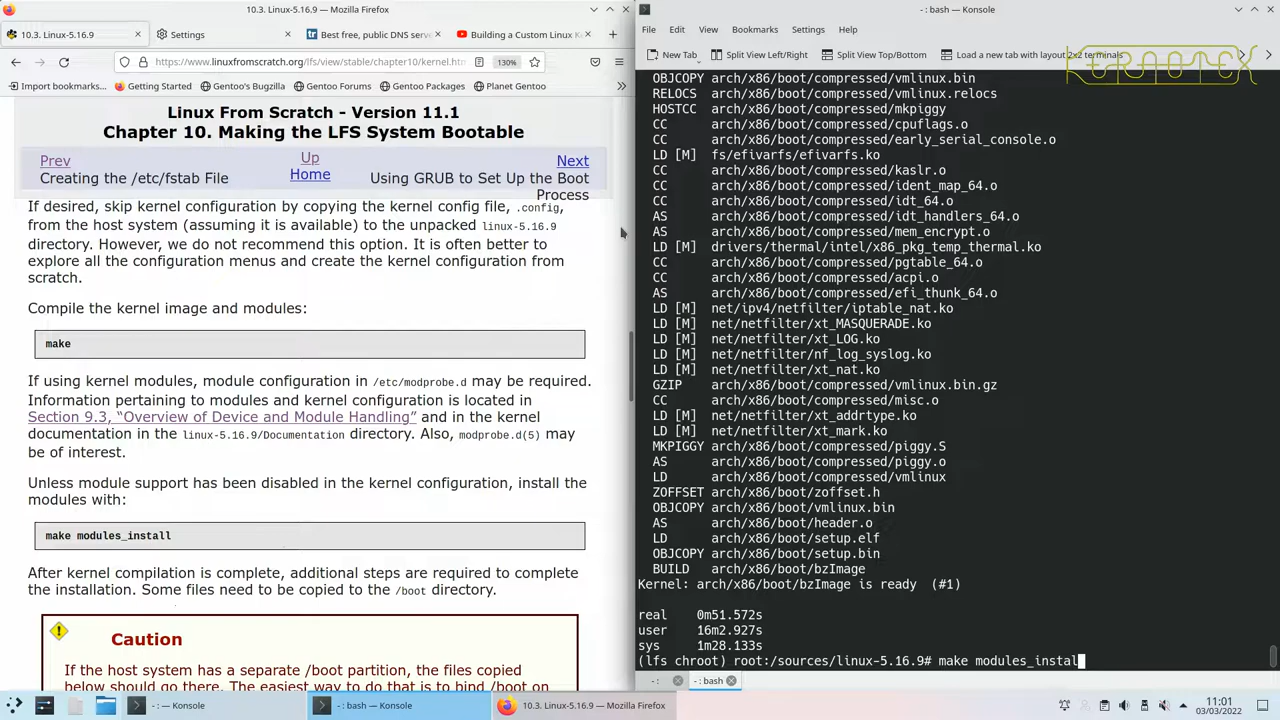 10.3. Linux-5.16.9 — Mozilla Firefox
10.3. Linux-5.16.9
Settings
Best free, public DNS serve
Building a Custom Linux K
https://www.linuxfromscratch.org/lfs/view/stable/chapter10/kernel.htm
130%
Import bookmarks...
Getting Started
Gentoo's Bugzilla
Gentoo Forums
Gentoo Packages
Planet Gentoo
Linux From Scratch - Version 11.1
Chapter 10. Making the LFS System Bootable
Prev
Up
Next
Creating the /etc/fstab File
Home
Using GRUB to Set Up the Boot
Process
If desired, skip kernel configuration by copying the kernel config file, .config,
from the host system (assuming it is available) to the unpacked linux-5.16.9
directory. However, we do not recommend this option. It is often better to
explore all the configuration menus and create the kernel configuration from
scratch.
Compile the kernel image and modules:
make
If using kernel modules, module configuration in /etc/modprobe.d may be required.
Information pertaining to modules and kernel configuration is located in
Section 9.3, “Overview of Device and Module Handling” and in the kernel
documentation in the linux-5.16.9/Documentation directory. Also, modprobe.d(5) may
be of interest.
Unless module support has been disabled in the kernel configuration, install the
modules with:
make modules_install
After kernel compilation is complete, additional steps are required to complete
the installation. Some files need to be copied to the /boot directory.
Caution
If the host system has a separate /boot partition, the files copied
below should go there. The easiest way to do that is to bind /boot on
- : bash — Konsole
File Edit View Bookmarks Settings Help
New Tab
Split View Left/Right
Split View Top/Bottom
Load a new tab with layout 2x2 terminals
KERNOTEX
OBJCOPY arch/x86/boot/compressed/vmlinux.bin
RELOCS arch/x86/boot/compressed/vmlinux.relocs
HOSTCC arch/x86/boot/compressed/mkpiggy
CC arch/x86/boot/compressed/cpuflags.o
CC arch/x86/boot/compressed/early_serial_console.o
LD [M] fs/efivarfs/efivarfs.ko
CC arch/x86/boot/compressed/kaslr.o
CC arch/x86/boot/compressed/ident_map_64.o
CC arch/x86/boot/compressed/idt_64.o
AS arch/x86/boot/compressed/idt_handlers_64.o
AS arch/x86/boot/compressed/mem_encrypt.o
LD [M] drivers/thermal/intel/x86_pkg_temp_thermal.ko
CC arch/x86/boot/compressed/pgtable_64.o
CC arch/x86/boot/compressed/acpi.o
AS arch/x86/boot/compressed/efi_thunk_64.o
LD [M] net/ipv4/netfilter/iptable_nat.ko
LD [M] net/netfilter/xt_MASQUERADE.ko
LD [M] net/netfilter/xt_LOG.ko
LD [M] net/netfilter/nf_log_syslog.ko
LD [M] net/netfilter/xt_nat.ko
GZIP arch/x86/boot/compressed/vmlinux.bin.gz
CC arch/x86/boot/compressed/misc.o
LD [M] net/netfilter/xt_addrtype.ko
LD [M] net/netfilter/xt_mark.ko
MKPIGGY arch/x86/boot/compressed/piggy.S
AS arch/x86/boot/compressed/piggy.o
LD arch/x86/boot/compressed/vmlinux
ZOFFSET arch/x86/boot/zoffset.h
OBJCOPY arch/x86/boot/vmlinux.bin
AS arch/x86/boot/header.o
LD arch/x86/boot/setup.elf
OBJCOPY arch/x86/boot/setup.bin
BUILD arch/x86/boot/bzImage
Kernel: arch/x86/boot/bzImage is ready (#1)
real 0m51.572s
user 16m2.927s
sys 1m28.133s
(lfs chroot) root:/sources/linux-5.16.9# make modules_instal
- :
- : bash
- : — Konsole
- : bash — Konsole
10.3. Linux-5.16.9 — Mozilla Firefox
11:01
03/03/2022